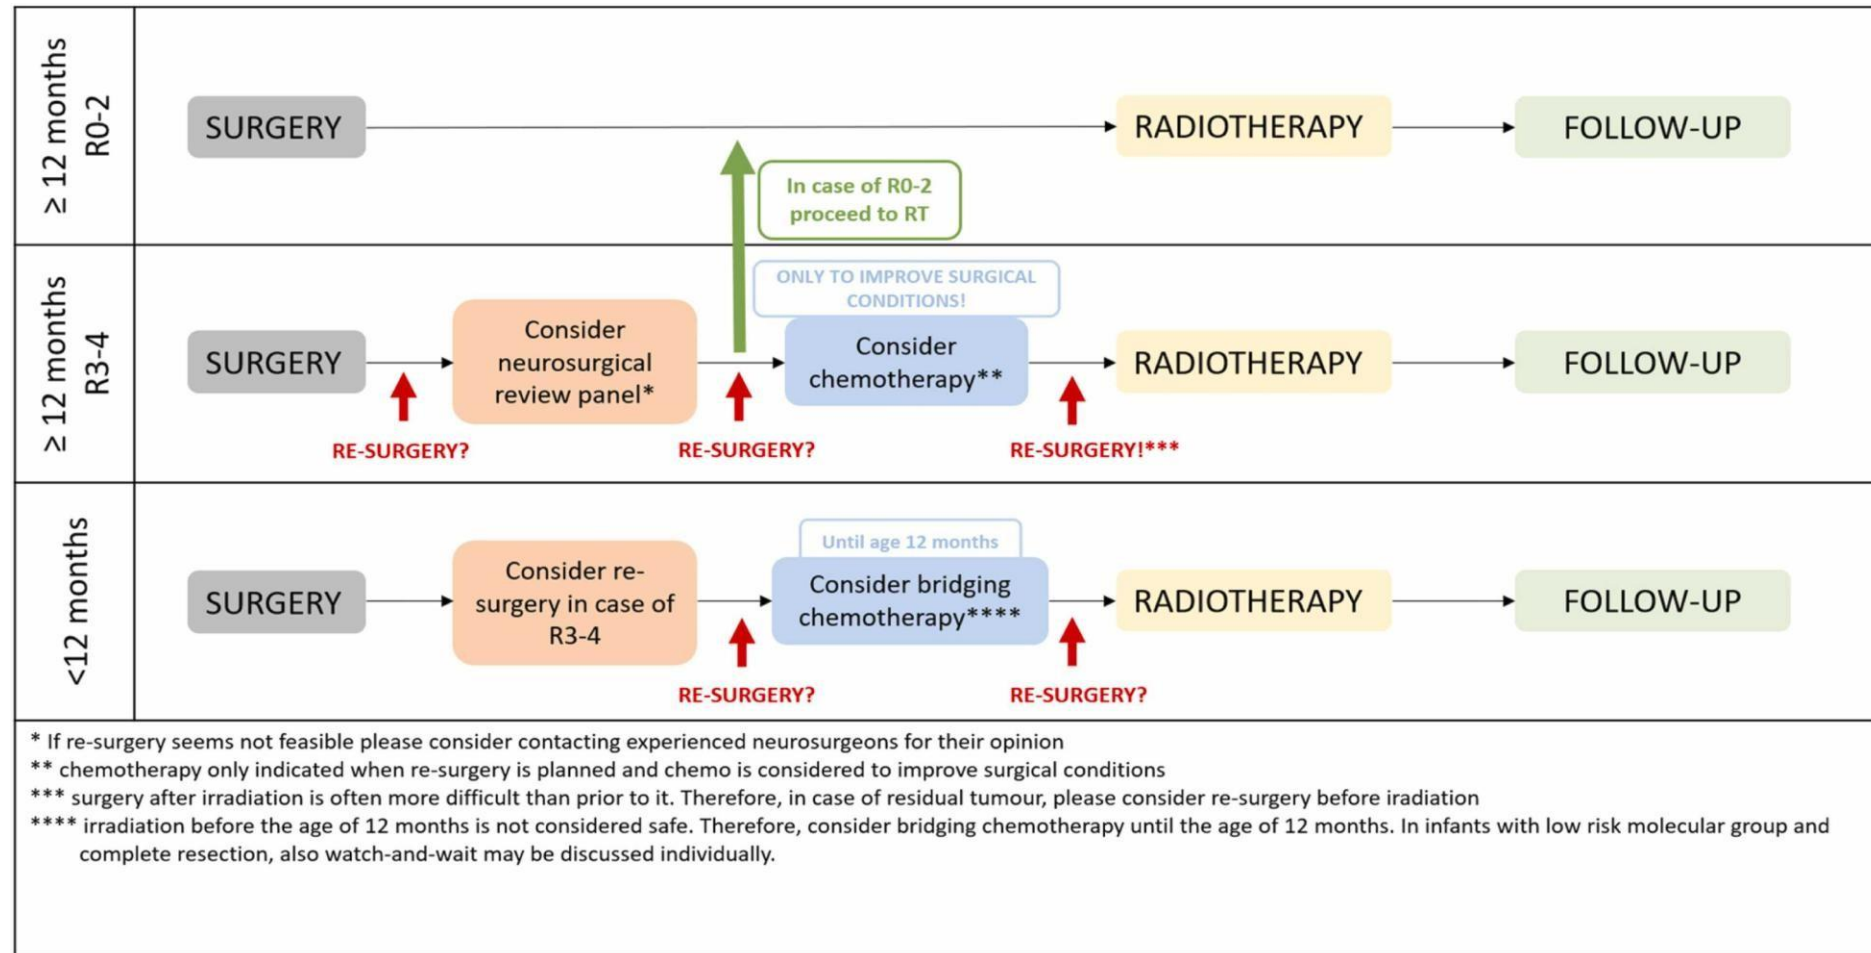 ≥ 12 months
R0-2
SURGERY
RADIOTHERAPY
FOLLOW-UP
In case of R0-2
proceed to RT
≥ 12 months
R3-4
SURGERY
Consider
neurosurgical
review panel*
ONLY TO IMPROVE SURGICAL
CONDITIONS!
Consider
chemotherapy**
RADIOTHERAPY
FOLLOW-UP
RE-SURGERY?
RE-SURGERY?
RE-SURGERY!***
<12 months
SURGERY
Consider re-
surgery in case of
R3-4
Until age 12 months
Consider bridging
chemotherapy****
RADIOTHERAPY
FOLLOW-UP
RE-SURGERY?
RE-SURGERY?
* If re-surgery seems not feasible please consider contacting experienced neurosurgeons for their opinion
** chemotherapy only indicated when re-surgery is planned and chemo is considered to improve surgical conditions
*** surgery after irradiation is often more difficult than prior to it. Therefore, in case of residual tumour, please consider re-surgery before irradiation
**** irradiation before the age of 12 months is not considered safe. Therefore, consider bridging chemotherapy until the age of 12 months. In infants with low risk molecular group and
complete resection, also watch-and-wait may be discussed individually.